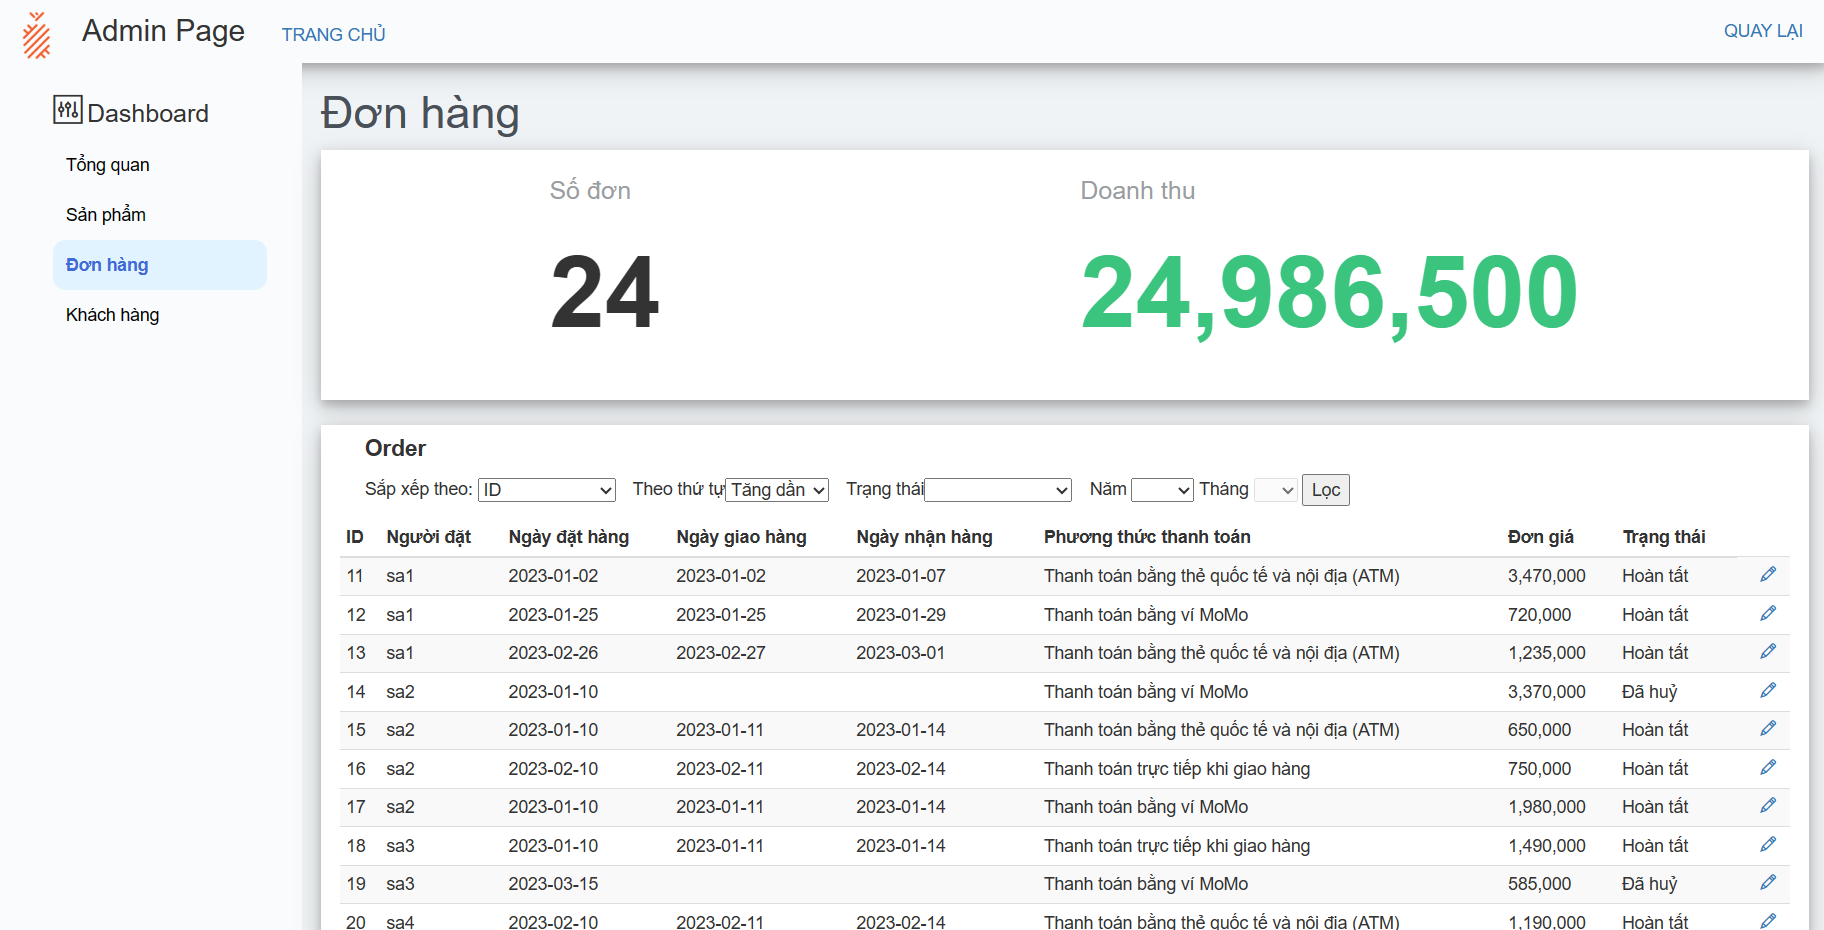 Admin Page TRANG CHỦ QUAY LẠI
Dashboard
Tổng quan
Sản phẩm
Đơn hàng
Khách hàng
Đơn hàng
Số đơn Doanh thu
24 24,986,500
Order
Sắp xếp theo: ID Theo thứ tự Tăng dần Trạng thái Năm Tháng Lọc
ID Người đặt Ngày đặt hàng Ngày giao hàng Ngày nhận hàng Phương thức thanh toán Đơn giá Trạng thái
11 sa1 2023-01-02 2023-01-02 2023-01-07 Thanh toán bằng thẻ quốc tế và nội địa (ATM) 3,470,000 Hoàn tất
12 sa1 2023-01-25 2023-01-25 2023-01-29 Thanh toán bằng ví MoMo 720,000 Hoàn tất
13 sa1 2023-02-26 2023-02-27 2023-03-01 Thanh toán bằng thẻ quốc tế và nội địa (ATM) 1,235,000 Hoàn tất
14 sa2 2023-01-10 Thanh toán bằng ví MoMo 3,370,000 Đã huỷ
15 sa2 2023-01-10 2023-01-11 2023-01-14 Thanh toán bằng thẻ quốc tế và nội địa (ATM) 650,000 Hoàn tất
16 sa2 2023-02-10 2023-02-11 2023-02-14 Thanh toán trực tiếp khi giao hàng 750,000 Hoàn tất
17 sa2 2023-01-10 2023-01-11 2023-01-14 Thanh toán bằng ví MoMo 1,980,000 Hoàn tất
18 sa3 2023-01-10 2023-01-11 2023-01-14 Thanh toán trực tiếp khi giao hàng 1,490,000 Hoàn tất
19 sa3 2023-03-15 Thanh toán bằng ví MoMo 585,000 Đã huỷ
20 sa4 2023-02-10 2023-02-11 2023-02-14 Thanh toán bằng thẻ quốc tế và nội địa (ATM) 1,190,000 Hoàn tất